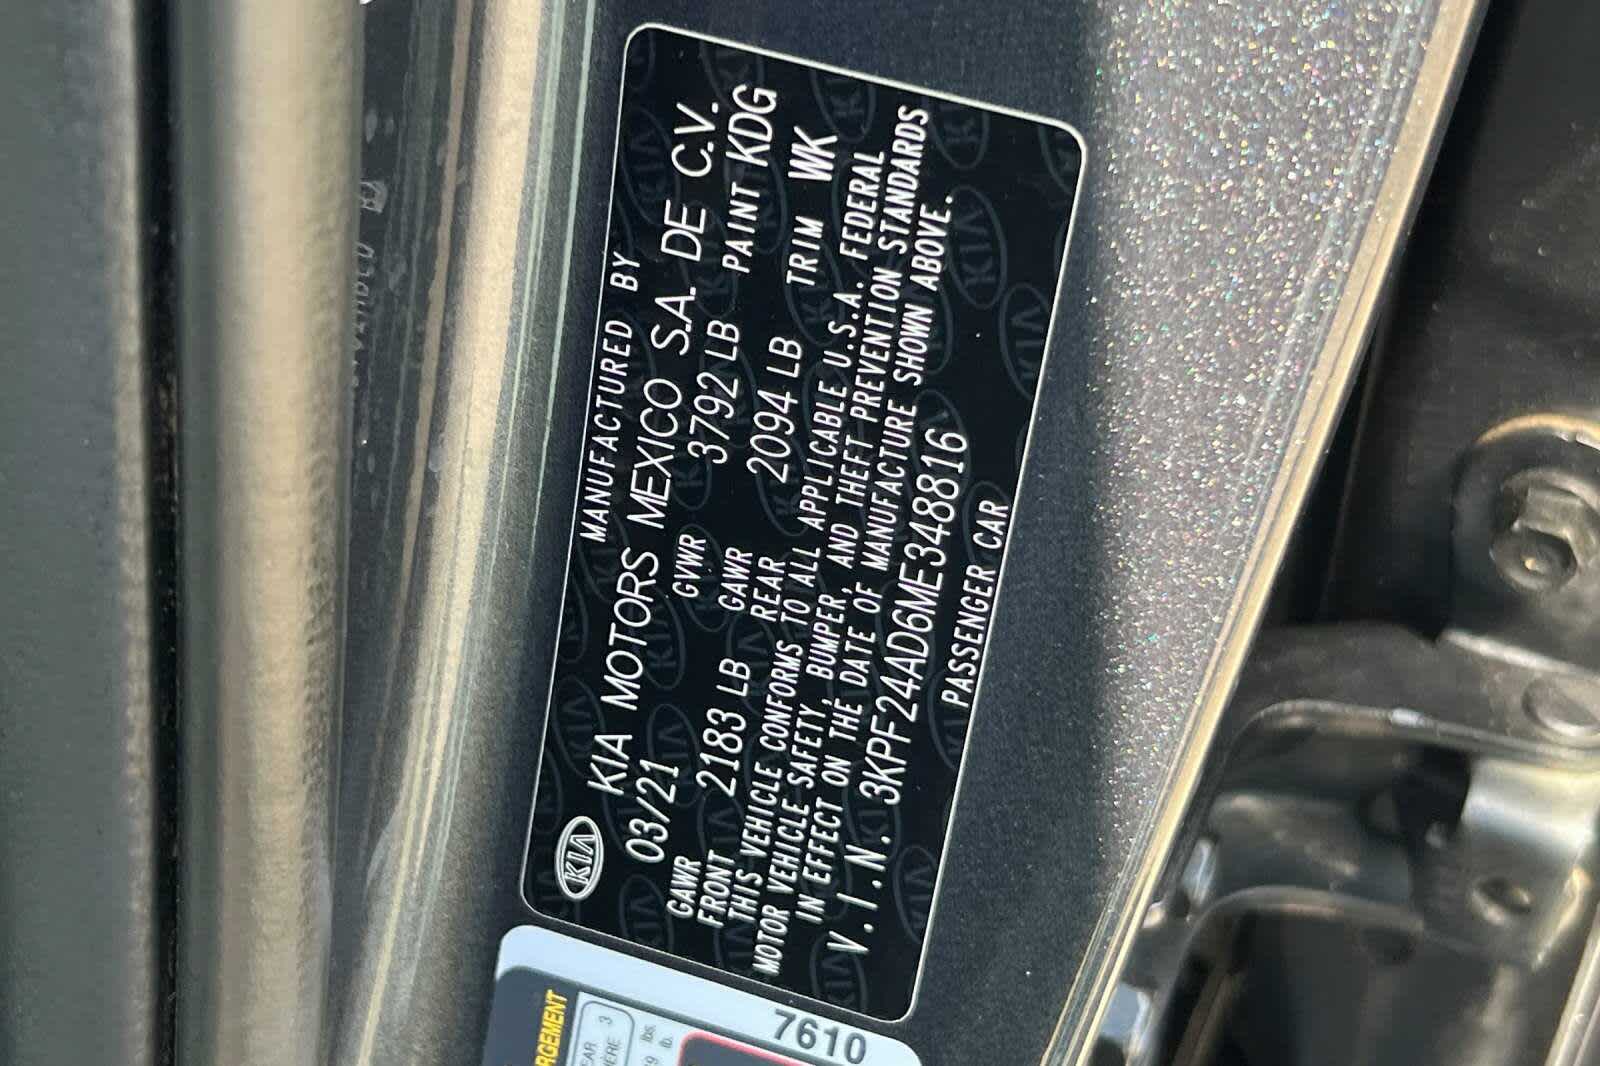 MANUFACTURED BY
KIA KIA MOTORS MEXICO S.A. DE C.V.
03/21 GVWR 3792 LB PAINT KDG
GAWR FRONT 2183 LB GAWR REAR 2094 LB TRIM WK
THIS VEHICLE CONFORMS TO ALL APPLICABLE U.S.A. FEDERAL
MOTOR VEHICLE SAFETY, BUMPER, AND THEFT PREVENTION STANDARDS
IN EFFECT ON THE DATE OF MANUFACTURE SHOWN ABOVE.
V.I.N. 3KPF24AD6ME348816
PASSENGER CAR
7610